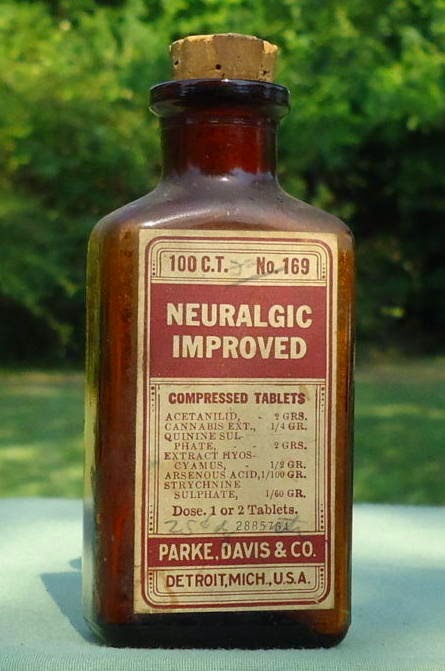 100 C.T. No. 169
NEURALGIC
IMPROVED
COMPRESSED TABLETS
ACETANILID, - 2 GRS.
CANNABIS EXT., 1/4 GR.
QUININE SUL-
PHATE, - - 2 GRS.
EXTRACT HYOS-
CYAMUS, - 1/2 GR.
ARSENOUS ACID, 1/100 GR.
STRYCHNINE
SULPHATE, 1/60 GR.
Dose. 1 or 2 Tablets.
PARKE, DAVIS & CO.
DETROIT, MICH., U.S.A.